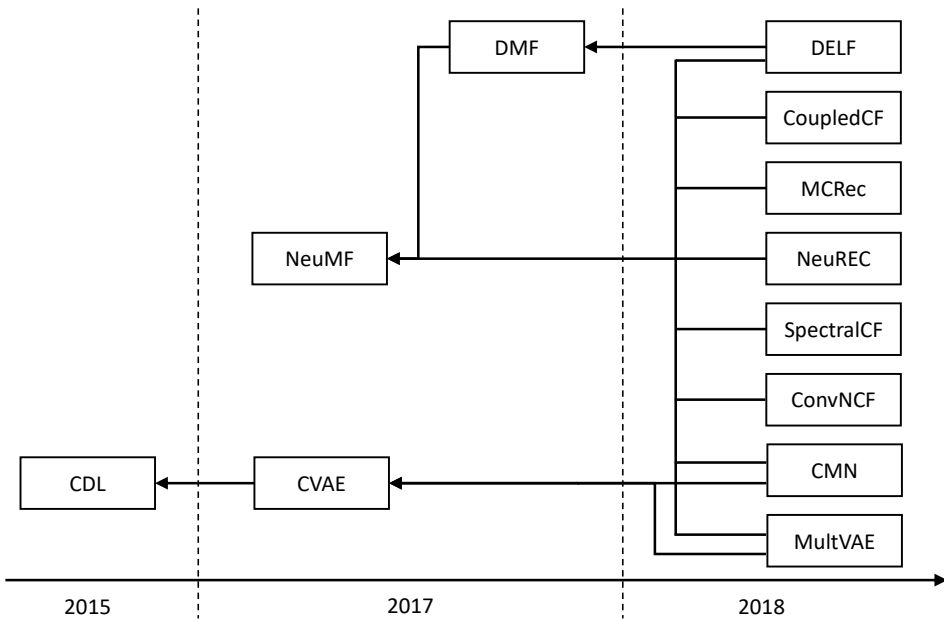 DMF
DELF
CoupledCF
MCRec
NeuMF
NeuREC
SpectralCF
ConvNCF
CDL
CVAE
CMN
MultVAE
2015
2017
2018